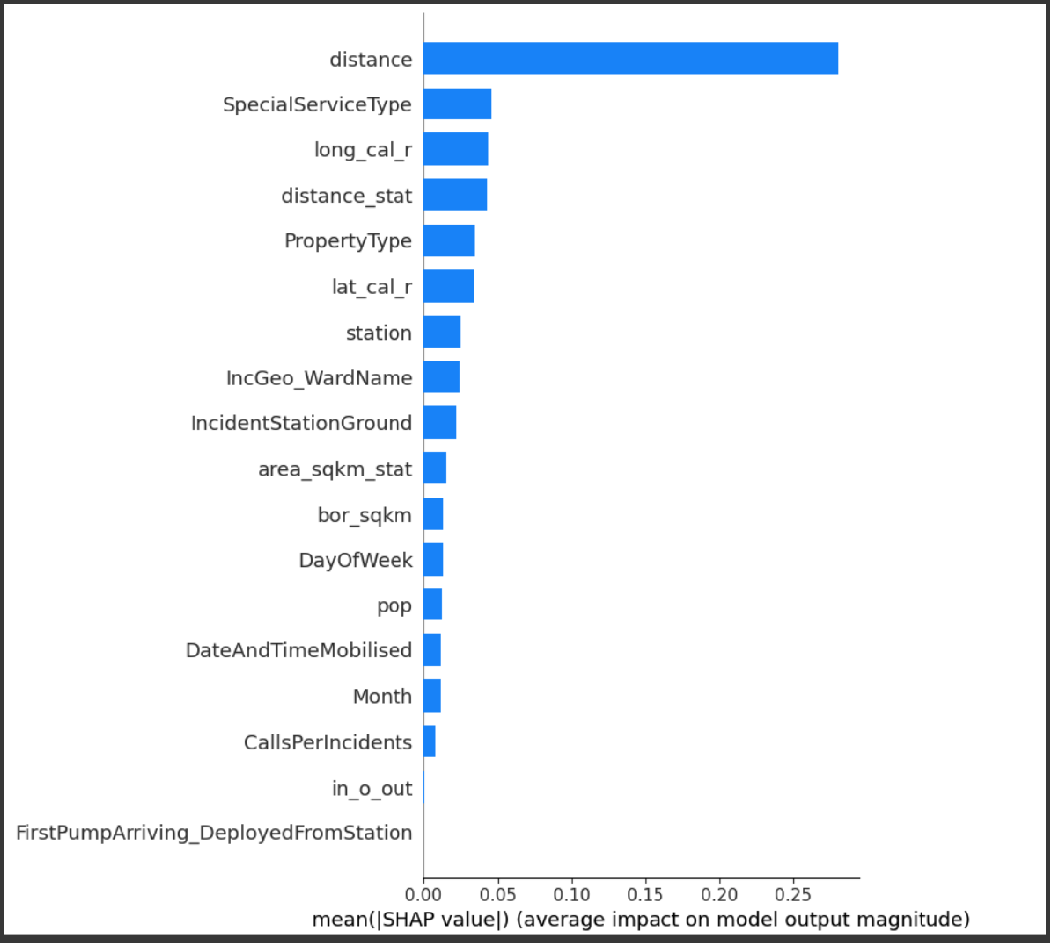 distance
SpecialServiceType
long_cal_r
distance_stat
PropertyType
lat_cal_r
station
IncGeo_WardName
IncidentStationGround
area_sqkm_stat
bor_sqkm
DayOfWeek
pop
DateAndTimeMobilised
Month
CallsPerIncidents
in_o_out
FirstPumpArriving_DeployedFromStation
0.00 0.05 0.10 0.15 0.20 0.25
mean(|SHAP value|) (average impact on model output magnitude)